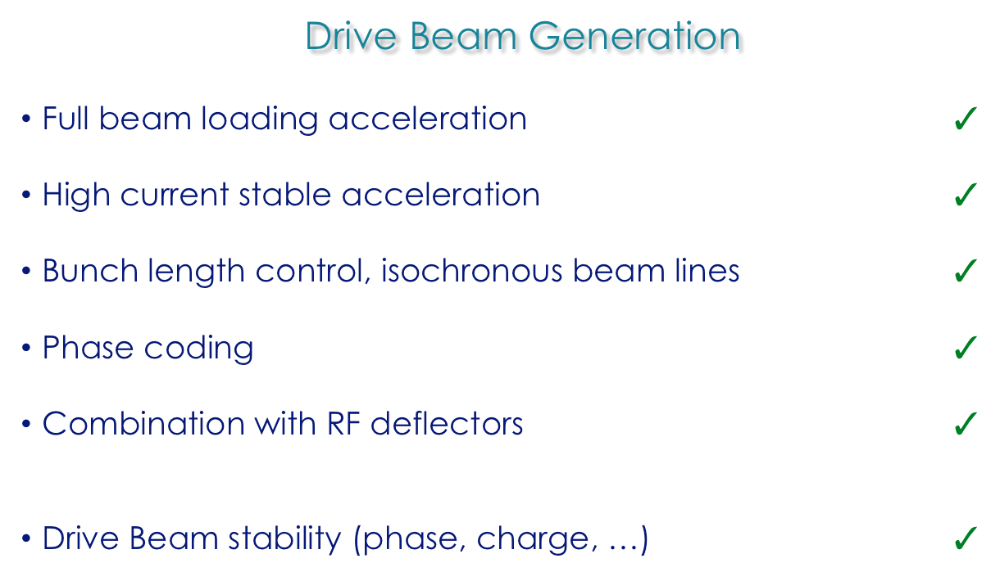 Drive Beam Generation
• Full beam loading acceleration ✓
• High current stable acceleration ✓
• Bunch length control, isochronous beam lines ✓
• Phase coding ✓
• Combination with RF deflectors ✓
• Drive Beam stability (phase, charge, …) ✓